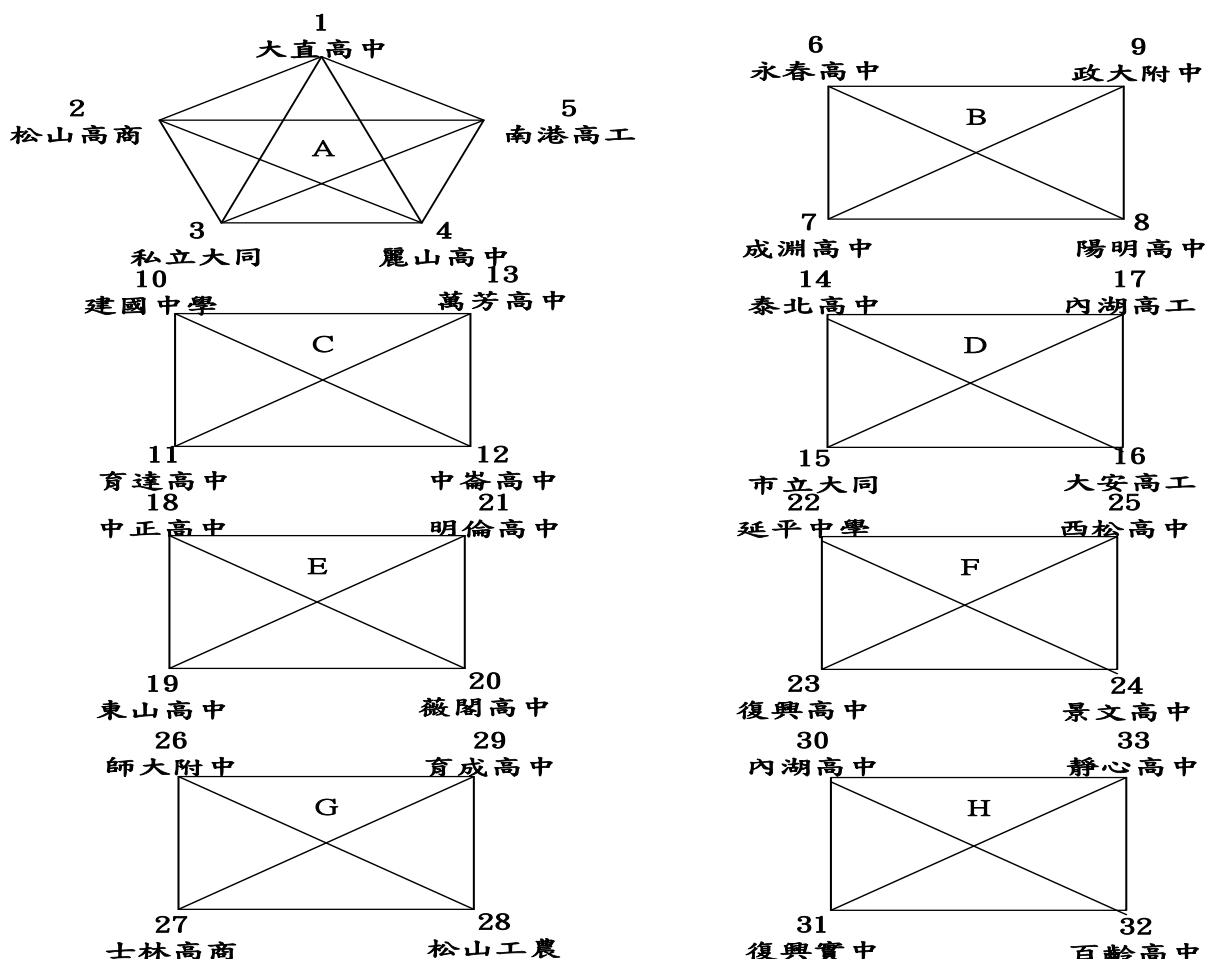 1
大直高中
2
松山高商
5
南港高工
A
3
私立大同
4
麗山高中
6
永春高中
9
政大附中
B
7
成淵高中
8
陽明高中
10
建國中學
13
萬芳高中
C
11
育達高中
12
中崙高中
14
泰北高中
17
內湖高工
D
15
市立大同
16
大安高工
18
中正高中
21
明倫高中
E
19
東山高中
20
薇閣高中
22
延平中學
25
西松高中
F
23
復興高中
24
景文高中
26
師大附中
29
育成高中
G
27
士林高商
28
松山工農
30
內湖高中
33
靜心高中
H
31
復興實中
32
百齡高中